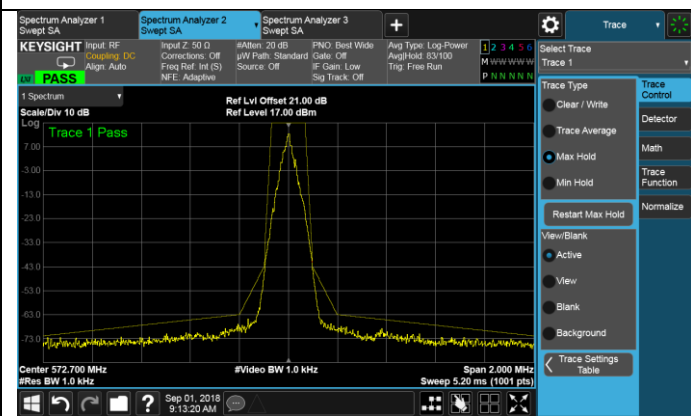 Spectrum Analyzer 1 Spectrum Analyzer 2 Spectrum Analyzer 3
Swept SA Swept SA Swept SA
+
Trace
KEYSIGHT Input: RF Input Z: 50 Ω #Atten: 20 dB PNO: Best Wide Avg Type: Log-Power 1 2 3 4 5 6
Coupling: DC Corrections: Off µW Path: Standard Gate: Off Avg|Hold: 83/100 M W W W W W
Align: Auto Freq Ref: Int (S) Source: Off IF Gain: Low Trig: Free Run
PASS NFE: Adaptive Sig Track: Off P N N N N N
1 Spectrum
Scale/Div 10 dB
Ref Lvl Offset 21.00 dB
Ref Level 17.00 dBm
Log
Trace 1 Pass
7.00
-3.00
-13.0
-23.0
-33.0
-43.0
-53.0
-63.0
-73.0
Center 572.700 MHz #Video BW 1.0 kHz Span 2.000 MHz
#Res BW 1.0 kHz Sweep 5.20 ms (1001 pts)
Select Trace
Trace 1
Trace Type
Clear / Write
Trace Average
Max Hold
Min Hold
Restart Max Hold
View/Blank
Active
View
Blank
Background
Trace Settings
Table
Trace
Control
Detector
Math
Trace
Function
Normalize
? Sep 01, 2018
9:13:20 AM